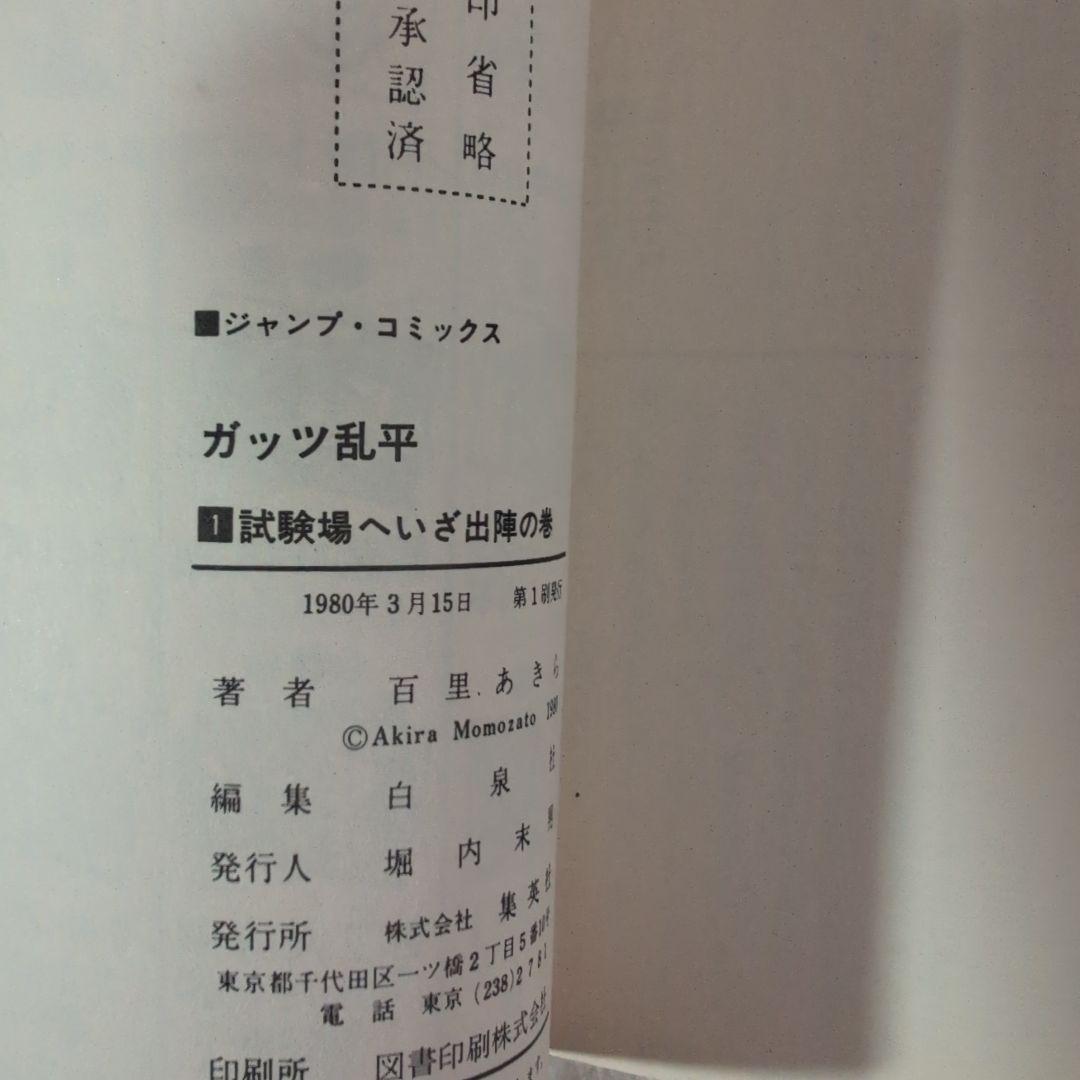 印省略
承認済
■ジャンプ・コミックス
ガッツ乱平
1試験場へいざ出陣の巻
1980年3月15日 第1刷発行
著者 百里あきら
©Akira Momozato 1980
編集 白泉社
発行人 堀内末男
発行所 株式会社 集英社
東京都千代田区一ツ橋2丁目5番10号
電話 東京(238)2781
印刷所 図書印刷株式会社